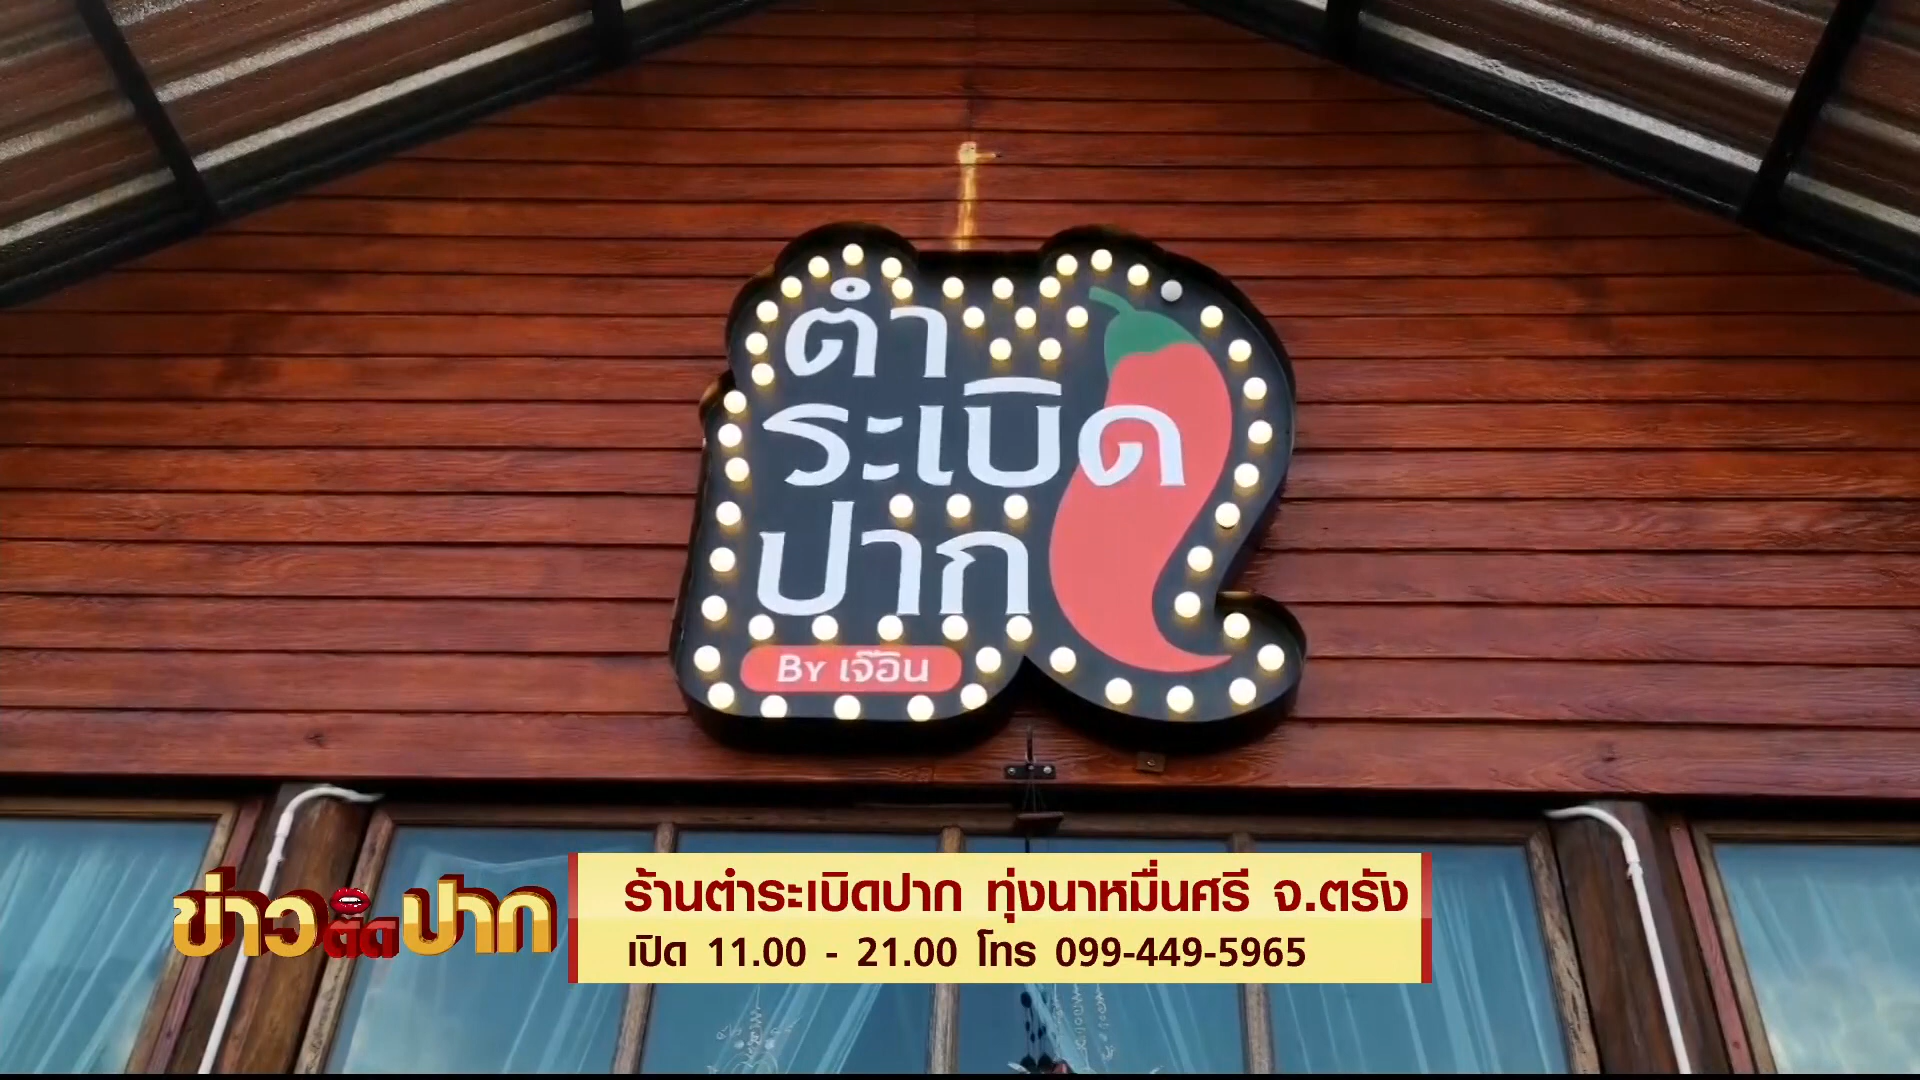 ตำ
ระเบิด
ปาก
By เจ๊อิน
ข่าวติดปาก
ร้านตำระเบิดปาก ทุ่งนาหมื่นศรี จ.ตรัง
เปิด 11.00 - 21.00 โทร 099-449-5965